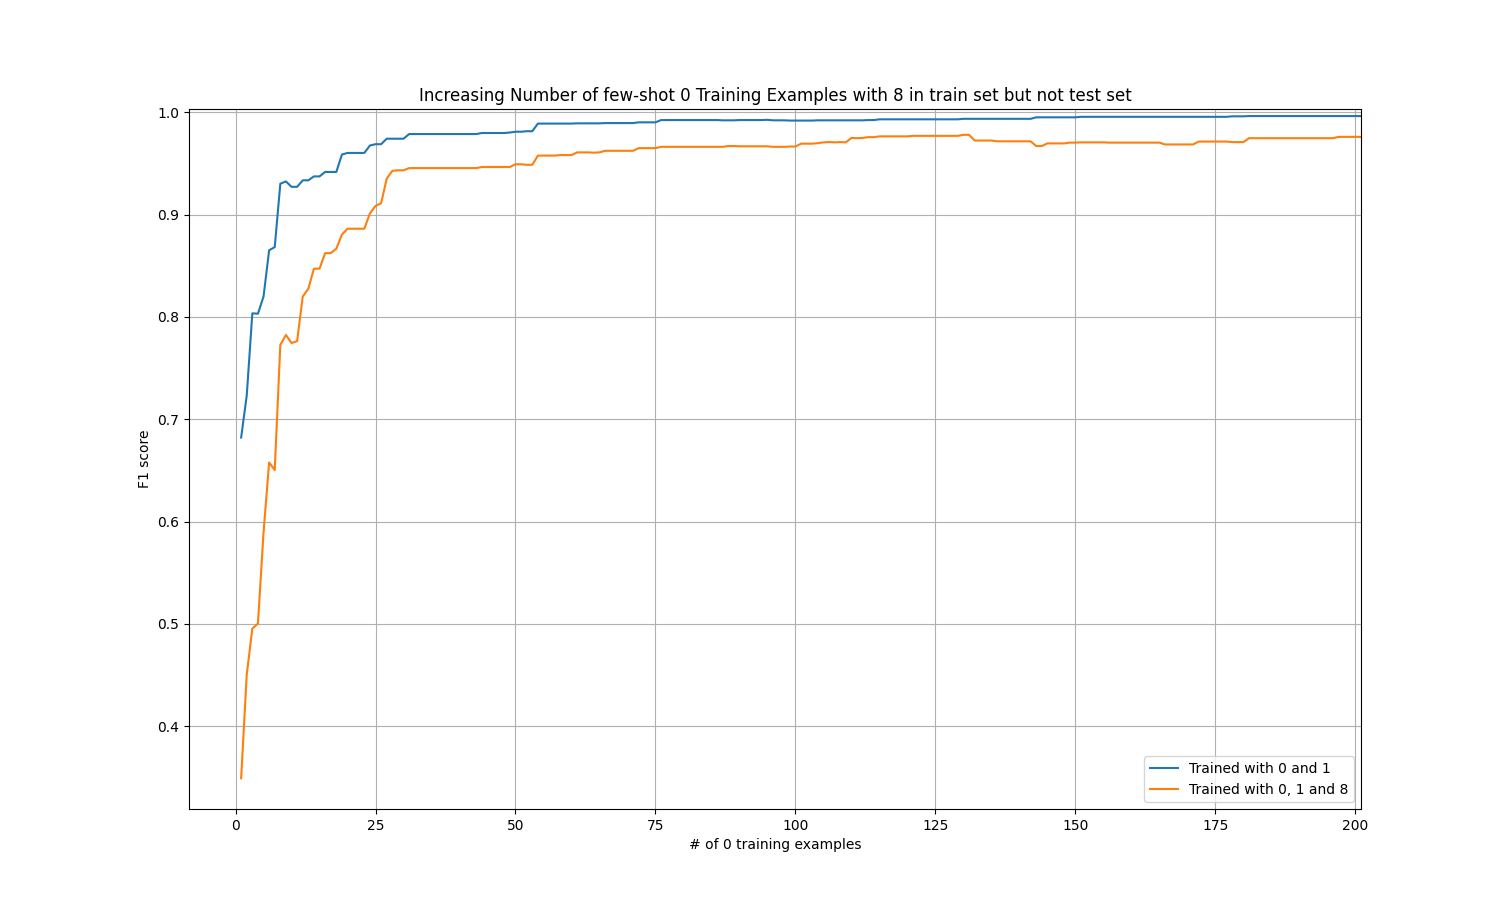 Increasing Number of few-shot 0 Training Examples with 8 in train set but not test set
1.0
0.9
0.8
0.7
0.6
0.5
0.4
F1 score
Trained with 0 and 1
Trained with 0, 1 and 8
0 25 50 75 100 125 150 175 200
# of 0 training examples